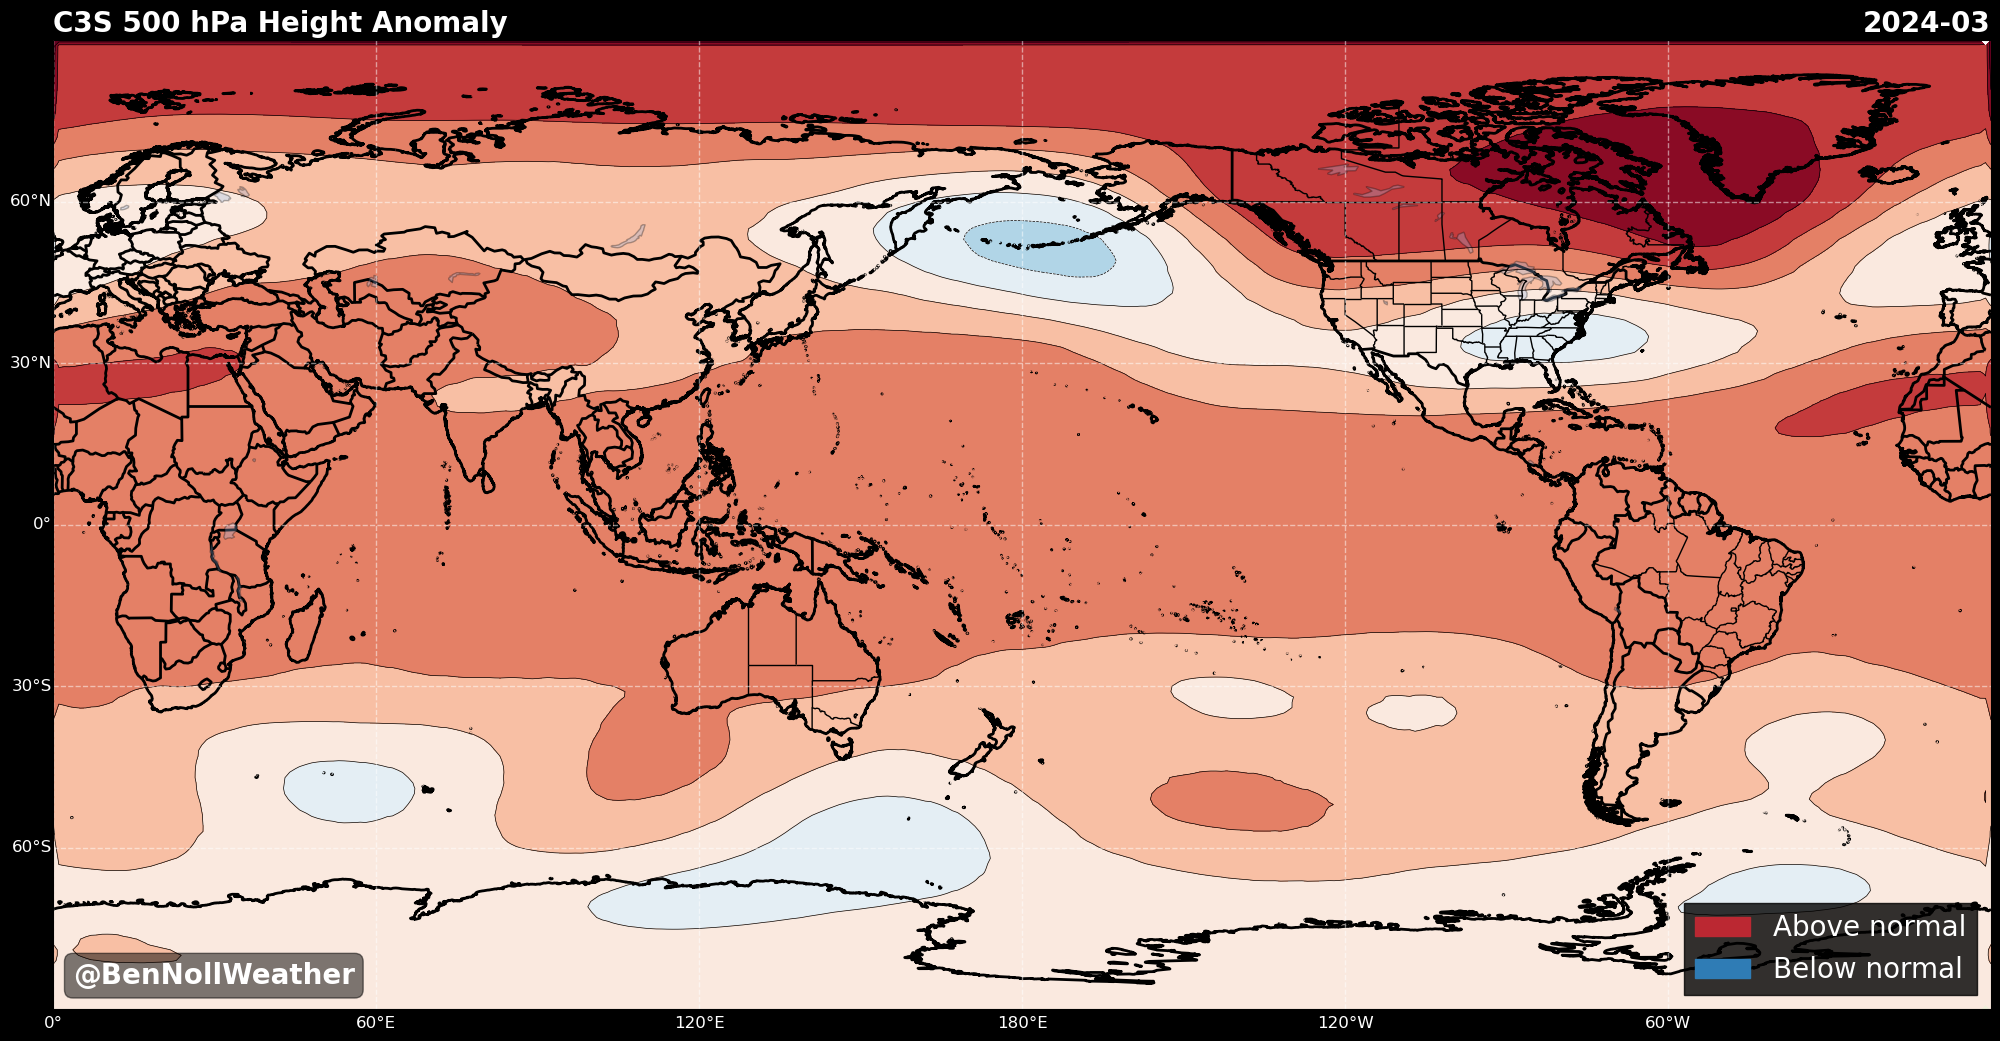 C3S 500 hPa Height Anomaly 2024-03
60°N
30°N
0°
30°S
60°S
Above normal
Below normal
@BenNollWeather
0° 60°E 120°E 180°E 120°W 60°W